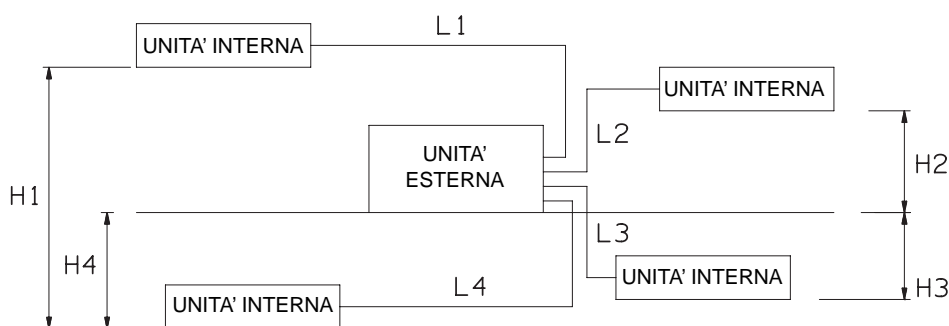 L1
UNITA' INTERNA
UNITA' INTERNA
L2
UNITA'
ESTERNA
H2
H1
L3
H4
UNITA' INTERNA
H3
L4
UNITA' INTERNA